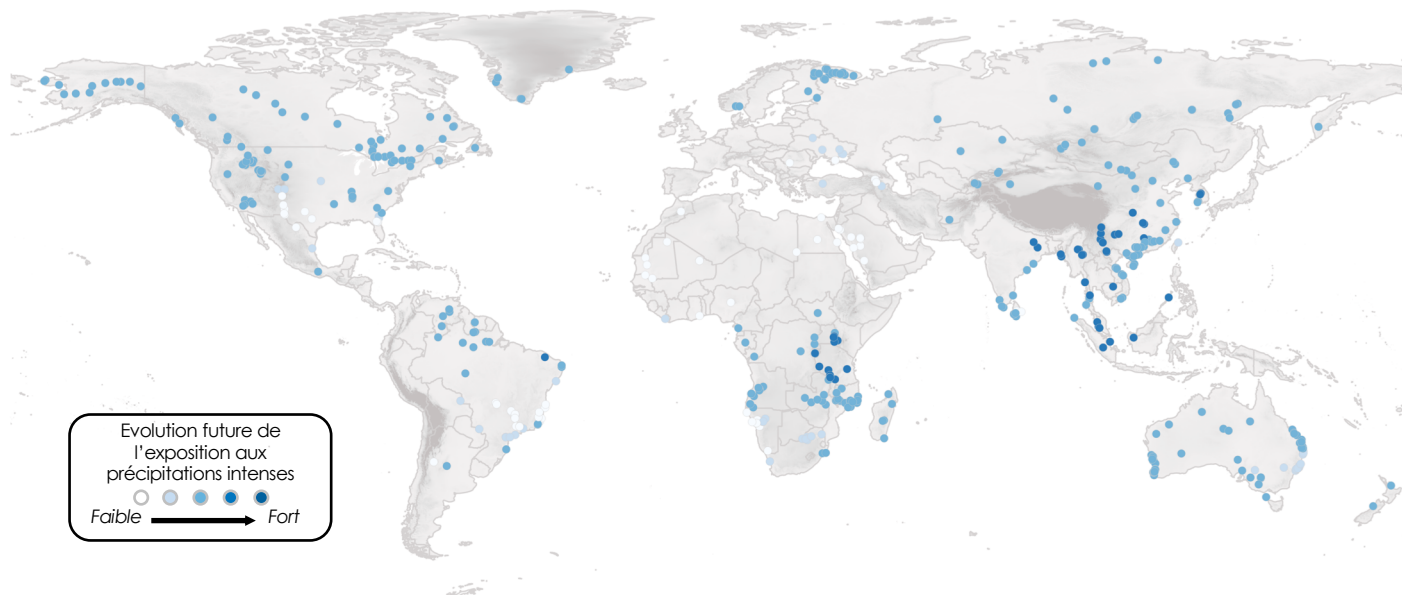 Evolution future de
l'exposition aux
précipitations intenses
Faible Fort